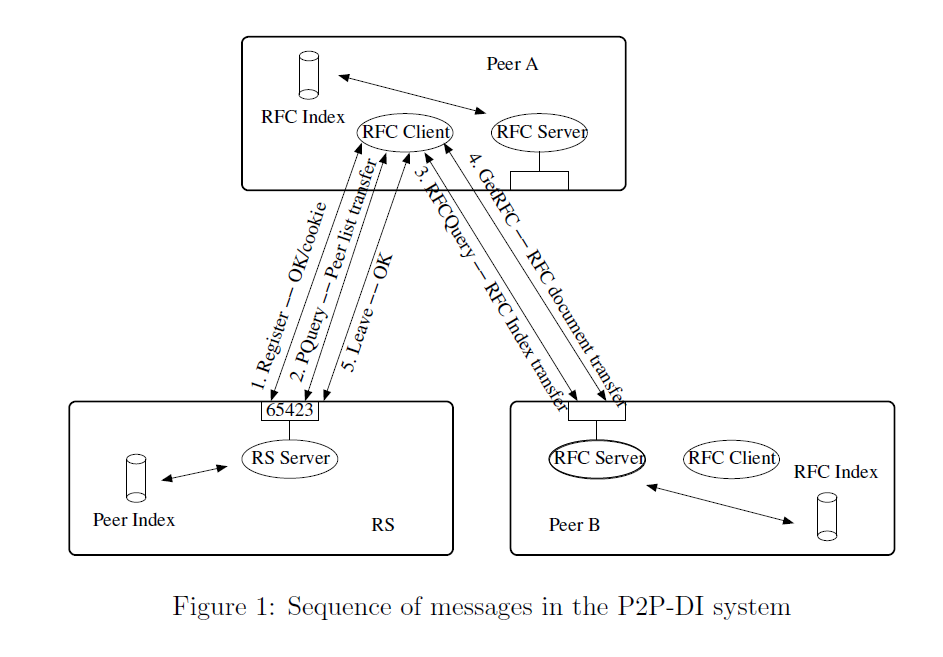 Peer A
RFC Index
RFC Client
RFC Server
1. Register --- OK/cookie
2. PQuery --- Peer list transfer
5. Leave --- OK
3. RFCQuery --- RFC Index transfer
4. GetRFC --- RFC document transfer
65423
RS Server
Peer Index
RS
RFC Server
RFC Client
RFC Index
Peer B
Figure 1: Sequence of messages in the P2P-DI system